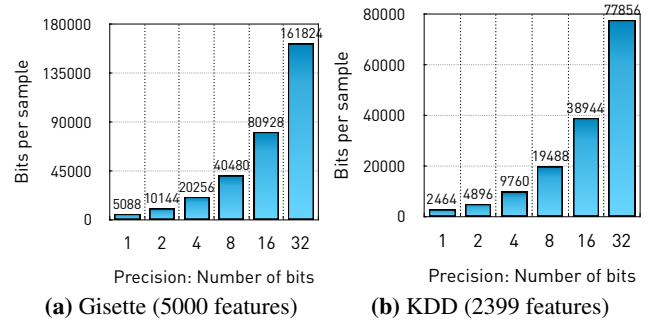 180000
135000
90000
45000
0
Bits per sample
5088
10144
20256
40480
80928
161824
1 2 4 8 16 32
Precision: Number of bits
(a) Gisette (5000 features)
80000
60000
40000
20000
0
Bits per sample
2464
4896
9760
19488
38944
77856
1 2 4 8 16 32
Precision: Number of bits
(b) KDD (2399 features)